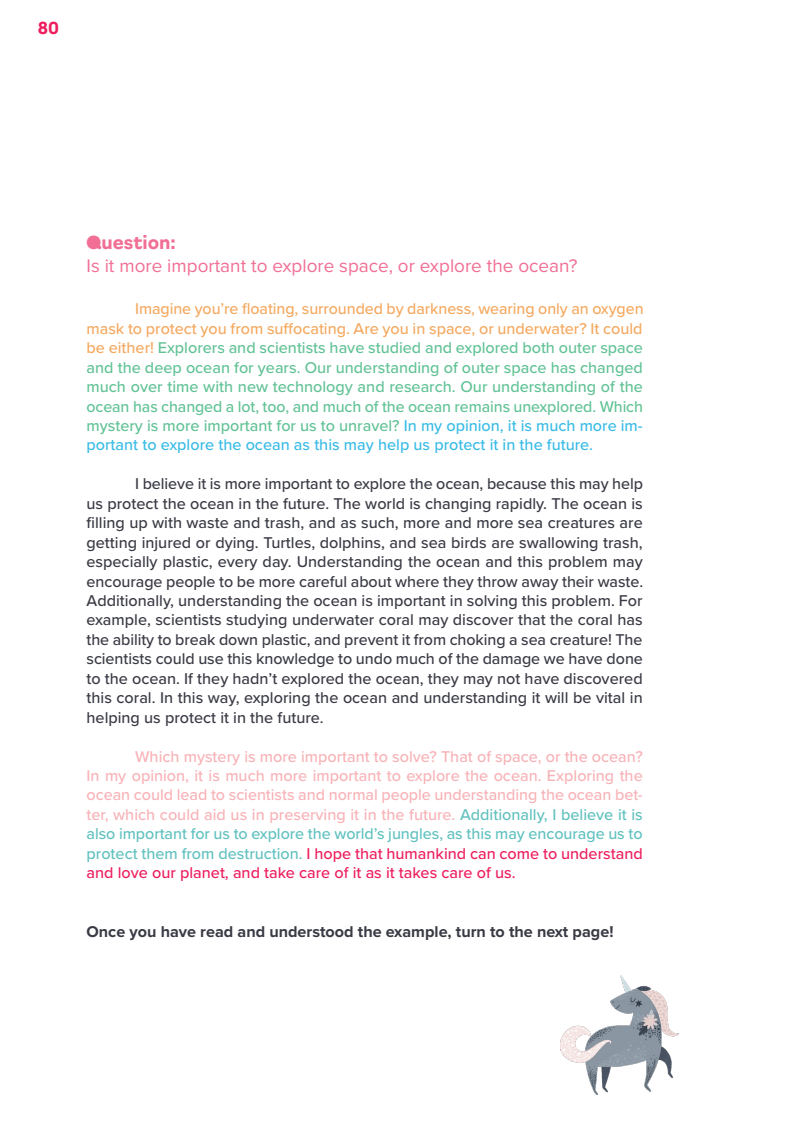 80
Question:
Is it more important to explore space, or explore the ocean?
Imagine you're floating, surrounded by darkness, wearing only an oxygen
mask to protect you from suffocating. Are you in space, or underwater? It could
be either! Explorers and scientists have studied and explored both outer space
and the deep ocean for years. Our understanding of outer space has changed
much over time with new technology and research. Our understanding of the
ocean has changed a lot, too, and much of the ocean remains unexplored. Which
mystery is more important for us to unravel? In my opinion, it is much more im-
portant to explore the ocean as this may help us protect it in the future.
I believe it is more important to explore the ocean, because this may help
us protect the ocean in the future. The world is changing rapidly. The ocean is
filling up with waste and trash, and as such, more and more sea creatures are
getting injured or dying. Turtles, dolphins, and sea birds are swallowing trash,
especially plastic, every day. Understanding the ocean and this problem may
encourage people to be more careful about where they throw away their waste.
Additionally, understanding the ocean is important in solving this problem. For
example, scientists studying underwater coral may discover that the coral has
the ability to break down plastic, and prevent it from choking a sea creature! The
scientists could use this knowledge to undo much of the damage we have done
to the ocean. If they hadn't explored the ocean, they may not have discovered
this coral. In this way, exploring the ocean and understanding it will be vital in
helping us protect it in the future.
Which mystery is more important to solve? That of space, or the ocean?
In my opinion, it is much more important to explore the ocean. Exploring the
ocean could lead to scientists and normal people understanding the ocean bet-
ter, which could aid us in preserving it in the future. Additionally, I believe it is
also important for us to explore the world's jungles, as this may encourage us to
protect them from destruction. I hope that humankind can come to understand
and love our planet, and take care of it as it takes care of us.
Once you have read and understood the example, turn to the next page!